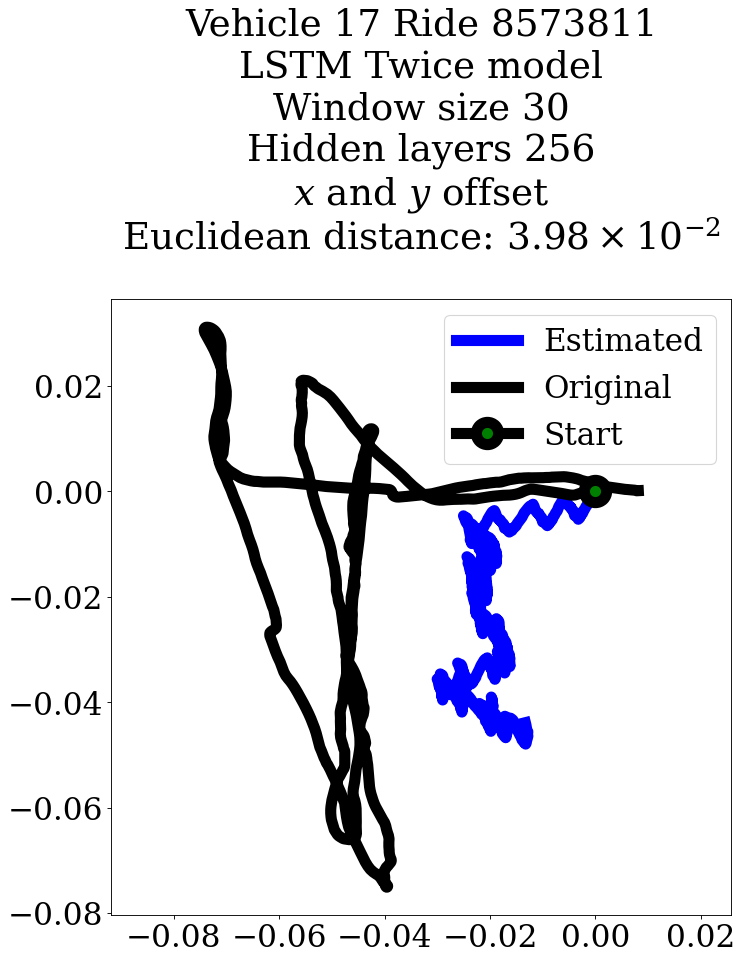 Vehicle 17 Ride 8573811
LSTM Twice model
Window size 30
Hidden layers 256
x and y offset
Euclidean distance: 3.98 × 10⁻²
Estimated
Original
Start
0.02
0.00
−0.02
−0.04
−0.06
−0.08
−0.08 −0.06 −0.04 −0.02 0.00 0.02